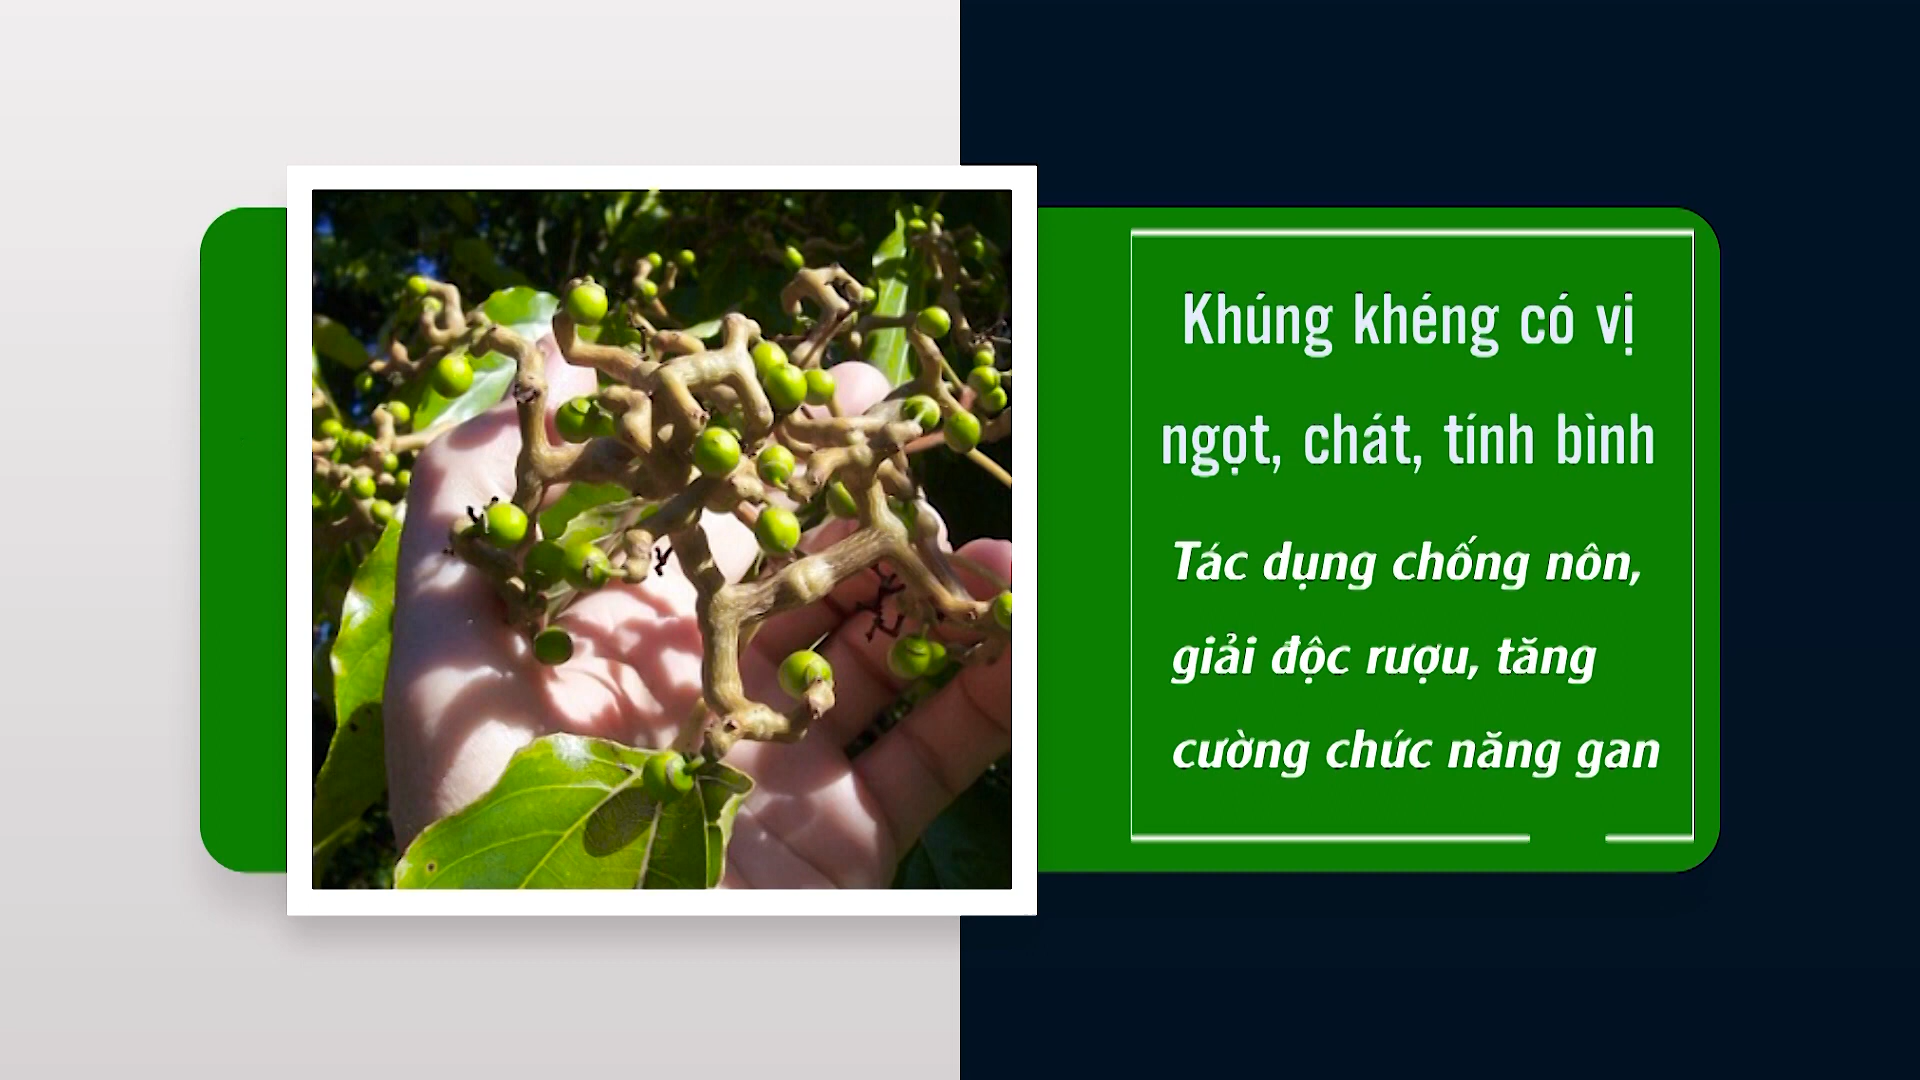 Khúng khéng có vị
ngọt, chát, tính bình
Tác dụng chống nôn,
giải độc rượu, tăng
cường chức năng gan